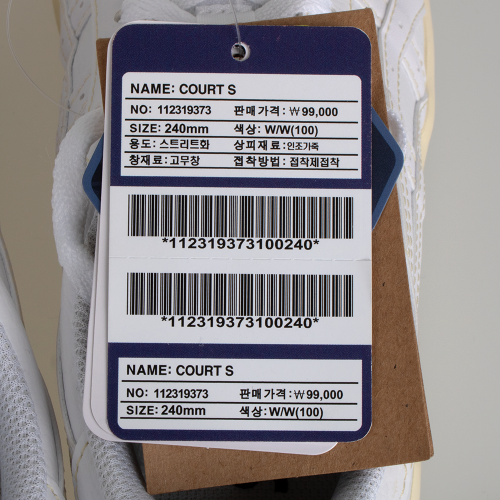 NAME: COURT S
NO: 112319373 판매가격: ₩99,000
SIZE: 240mm 색상: W/W(100)
용도: 스트리트화 상피재료: 인조가죽
창재료: 고무창 접착방법: 접착제접착
*112319373100240*
*112319373100240*
NAME: COURT S
NO: 112319373 판매가격: ₩99,000
SIZE: 240mm 색상: W/W(100)